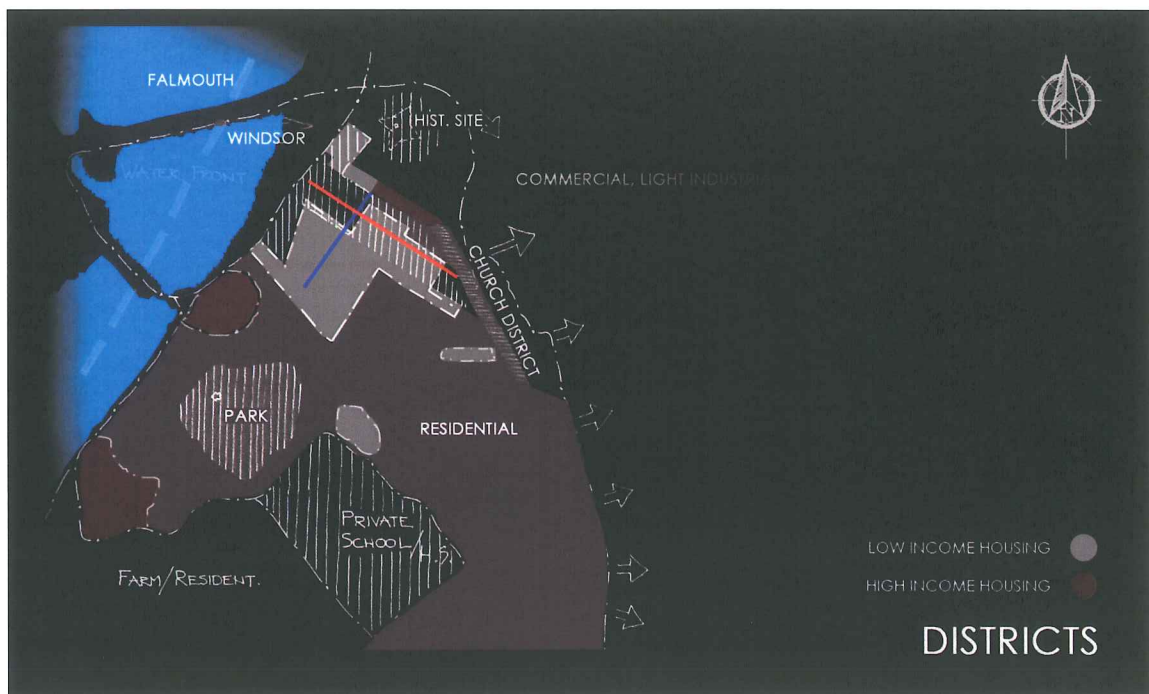 FALMOUTH
WINDSOR
HIST. SITE
WATER FRONT
N
COMMERCIAL, LIGHT INDUSTRI
CHURCH DISTRICT
PARK
RESIDENTIAL
PRIVATE
SCHOOL/H.S.
FARM/RESIDENT.
LOW INCOME HOUSING
HIGH INCOME HOUSING
DISTRICTS